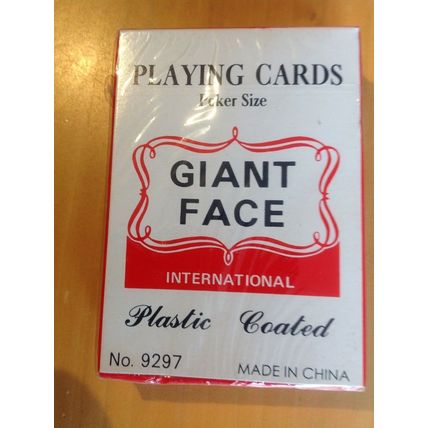 PLAYING CARDS
Poker Size
GIANT
FACE
INTERNATIONAL
Plastic Coated
No. 9297
MADE IN CHINA